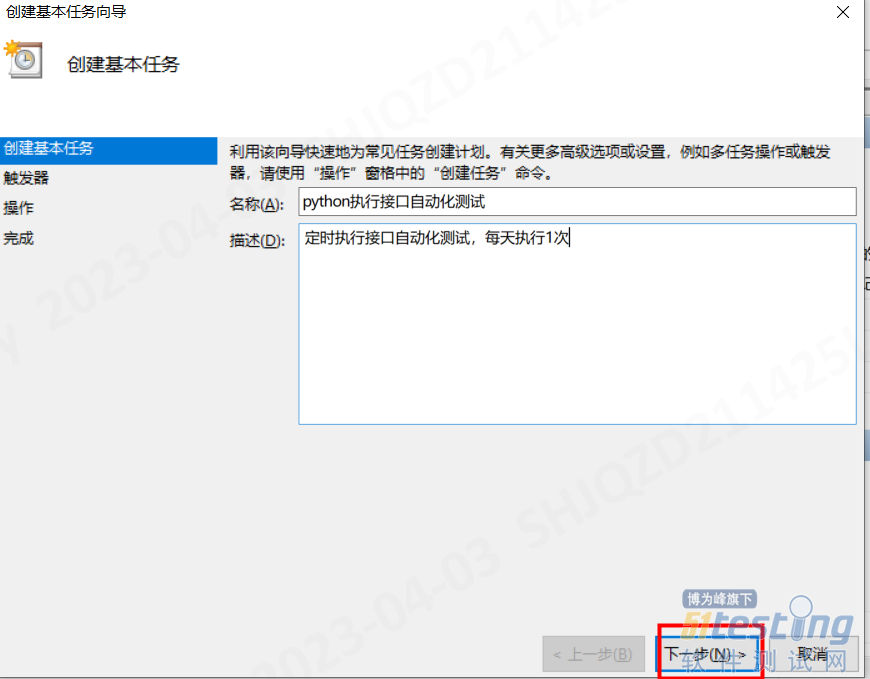 创建基本任务向导
创建基本任务
创建基本任务
触发器
操作
完成
利用该向导快速地为常见任务创建计划。有关更多高级选项或设置，例如多任务操作或触发
器，请使用“操作”窗格中的“创建任务”命令。
名称(A):
python执行接口自动化测试
描述(D):
定时执行接口自动化测试，每天执行1次
2023-04-03 SHJQZD211425
2023-04-03 SHJQZD211425
博为峰旗下
51testing
软件测试网
< 上一步(B)
下一步(N) >
取消